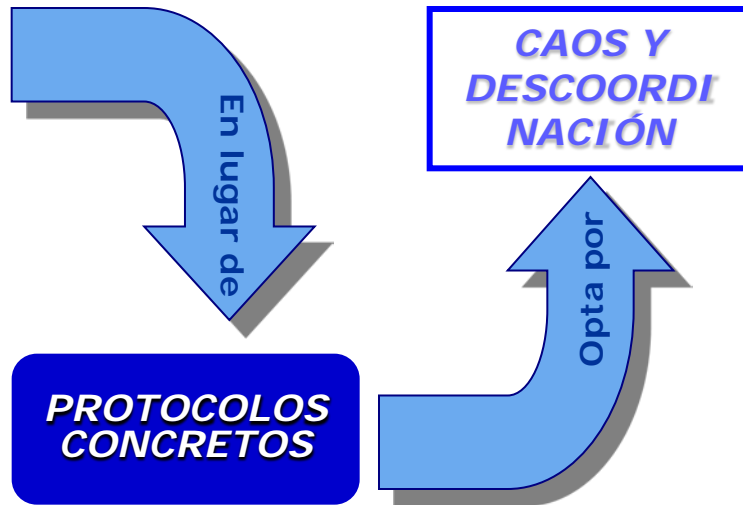 En lugar de
PROTOCOLOS
CONCRETOS
Opta por
CAOS Y
DESCOORDI
NACIÓN